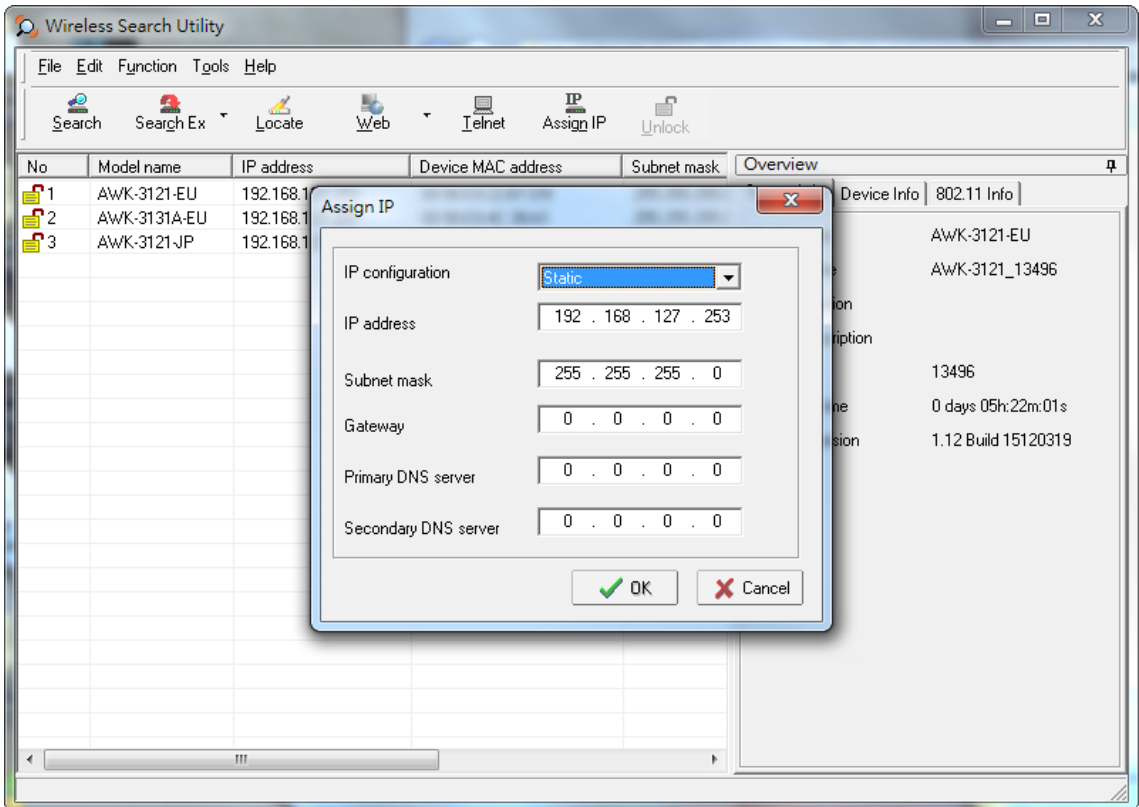 Wireless Search Utility
File Edit Function Tools Help
Search Search Ex Locate Web Telnet Assign IP Unlock
No Model name IP address Device MAC address Subnet mask Overview
1 AWK-3121-EU 192.168.1
2 AWK-3131A-EU 192.168.1
3 AWK-3121-JP 192.168.1
Device Info 802.11 Info
AWK-3121-EU
AWK-3121_13496
13496
0 days 05h:22m:01s
1.12 Build 15120319
Assign IP
IP configuration Static
IP address 192 . 168 . 127 . 253
Subnet mask 255 . 255 . 255 . 0
Gateway 0 . 0 . 0 . 0
Primary DNS server 0 . 0 . 0 . 0
Secondary DNS server 0 . 0 . 0 . 0
OK Cancel